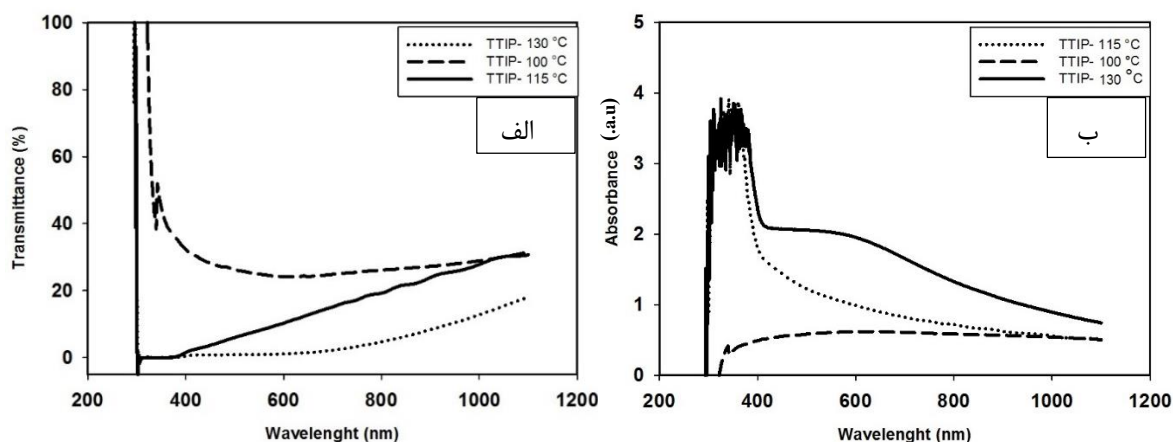 100
80
60
40
20
0
Transmittance (%)
TTIP- 130 °C
TTIP- 100 °C
TTIP- 115 °C
الف
200 400 600 800 1000 1200
Wavelenght (nm)
5
4
3
2
1
0
Absorbance (.a.u)
TTIP- 115 °C
TTIP- 100 °C
TTIP- 130 °C
ب
200 400 600 800 1000 1200
Wavelenght (nm)